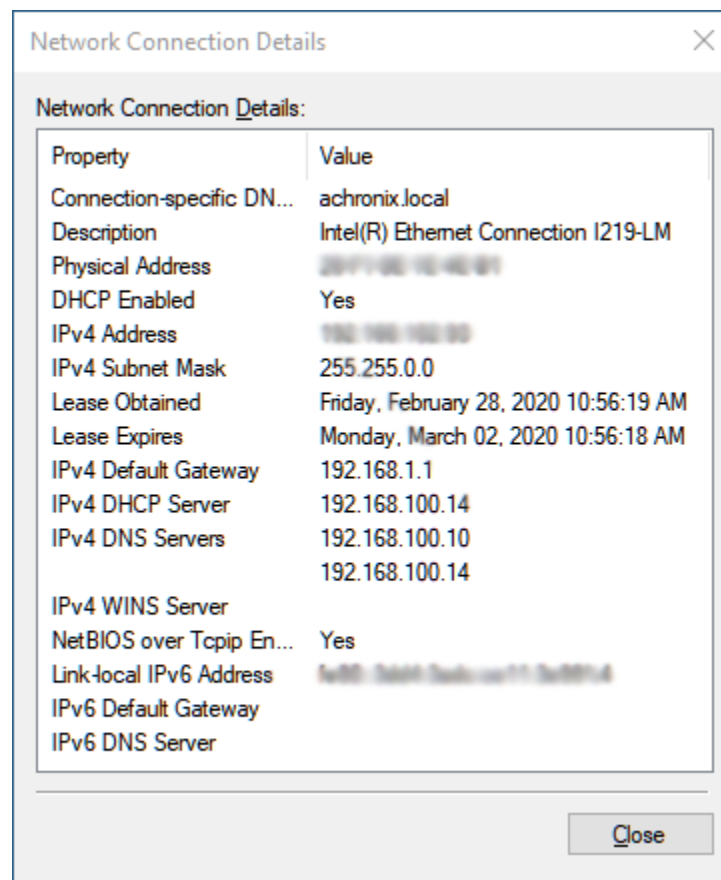 Network Connection Details
Network Connection Details:
Property Value
Connection-specific DN... achronix.local
Description Intel(R) Ethernet Connection I219-LM
Physical Address
DHCP Enabled Yes
IPv4 Address
IPv4 Subnet Mask 255.255.0.0
Lease Obtained Friday, February 28, 2020 10:56:19 AM
Lease Expires Monday, March 02, 2020 10:56:18 AM
IPv4 Default Gateway 192.168.1.1
IPv4 DHCP Server 192.168.100.14
IPv4 DNS Servers 192.168.100.10
192.168.100.14
IPv4 WINS Server
NetBIOS over Tcpip En... Yes
Link-local IPv6 Address
IPv6 Default Gateway
IPv6 DNS Server
Close